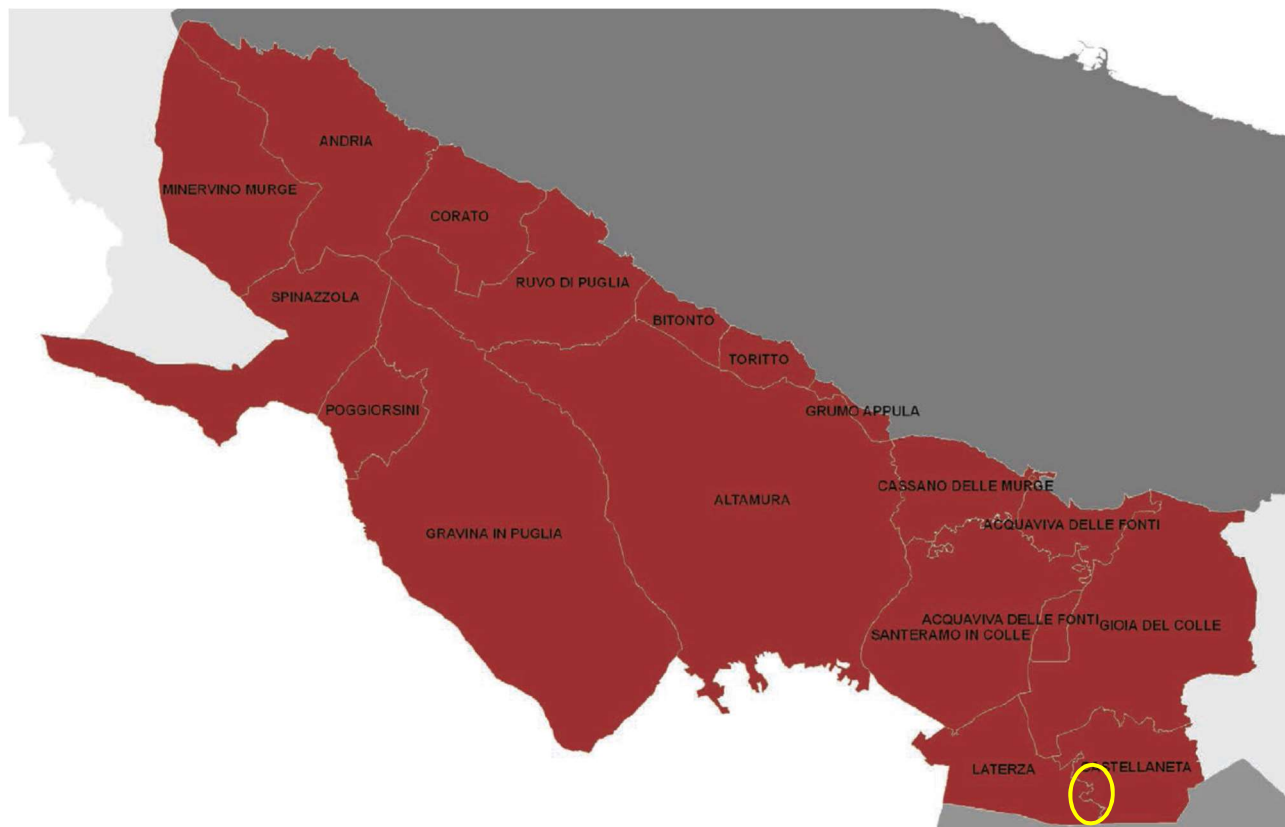 ANDRIA
MINERVINO MURGE
CORATO
RUVO DI PUGLIA
SPINAZZOLA
BITONTO
TORITTO
POGGIORSINI
GRUMO APPULA
CASSANO DELLE MURGE
ALTAMURA
ACQUAVIVA DELLE FONTI
GRAVINA IN PUGLIA
ACQUAVIVA DELLE FONTI
GIOIA DEL COLLE
SANTERAMO IN COLLE
LATERZA
CASTELLANETA